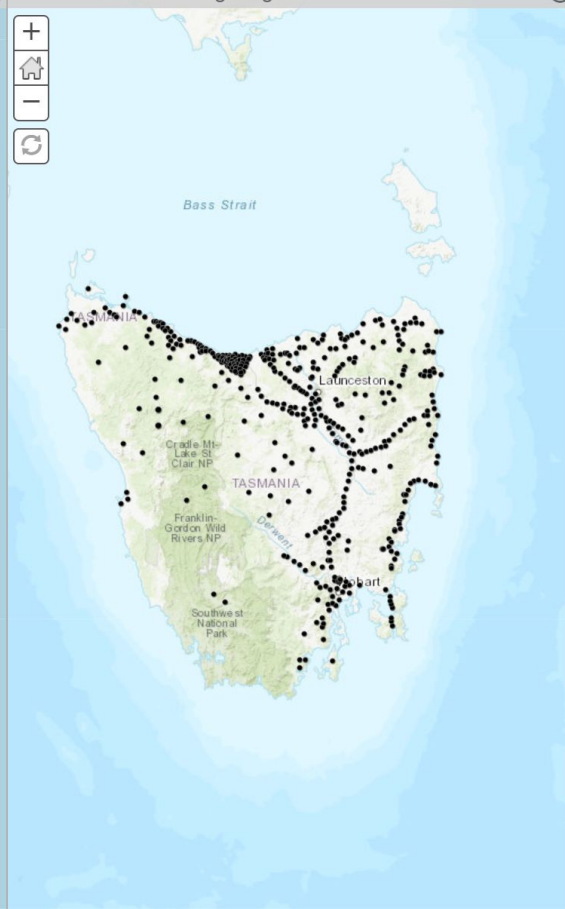 +
−
Bass Strait
TASMANIA
Launceston
Cradle Mt-
Lake St
Clair NP
TASMANIA
Franklin-
Gordon Wild
Rivers NP
Derwent
Hobart
Southwest
National
Park